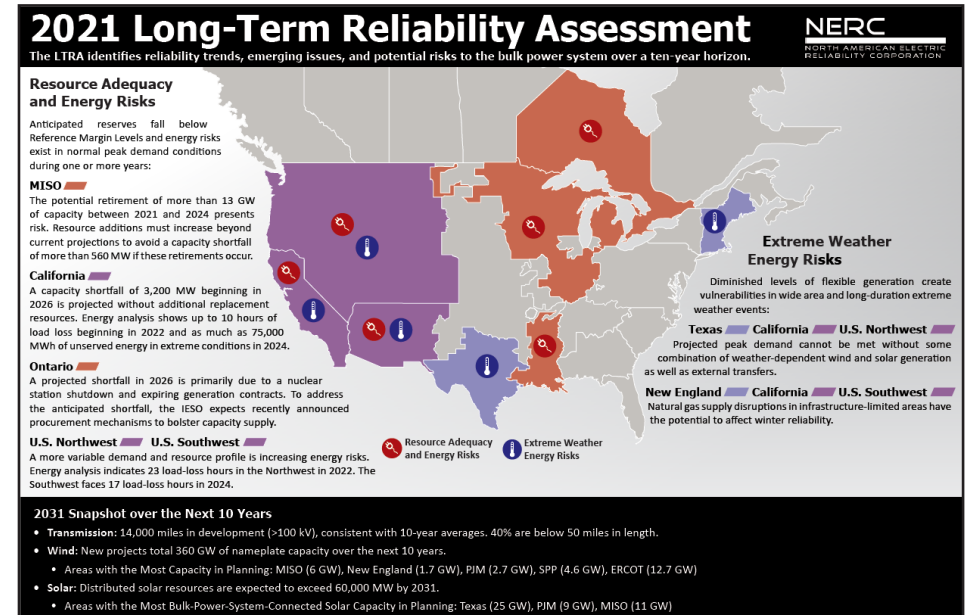 2021 Long-Term Reliability Assessment
The LTRA identifies reliability trends, emerging issues, and potential risks to the bulk power system over a ten-year horizon.
NERC
NORTH AMERICAN ELECTRIC
RELIABILITY CORPORATION
Resource Adequacy
and Energy Risks
Anticipated reserves fall below
Reference Margin Levels and energy risks
exist in normal peak demand conditions
during one or more years:
MISO
The potential retirement of more than 13 GW
of capacity between 2021 and 2024 presents
risk. Resource additions must increase beyond
current projections to avoid a capacity shortfall
of more than 560 MW if these retirements occur.
California
A capacity shortfall of 3,200 MW beginning in
2026 is projected without additional replacement
resources. Energy analysis shows up to 10 hours of
load loss beginning in 2022 and as much as 75,000
MWh of unserved energy in extreme conditions in 2024.
Ontario
A projected shortfall in 2026 is primarily due to a nuclear
station shutdown and expiring generation contracts. To address
the anticipated shortfall, the IESO expects recently announced
procurement mechanisms to bolster capacity supply.
U.S. Northwest U.S. Southwest
A more variable demand and resource profile is increasing energy risks.
Energy analysis indicates 23 load-loss hours in the Northwest in 2022. The
Southwest faces 17 load-loss hours in 2024.
Resource Adequacy
and Energy Risks
Extreme Weather
Energy Risks
Extreme Weather
Energy Risks
Diminished levels of flexible generation create
vulnerabilities in wide area and long-duration extreme
weather events:
Texas California U.S. Northwest
Projected peak demand cannot be met without some
combination of weather-dependent wind and solar generation
as well as external transfers.
New England California U.S. Southwest
Natural gas supply disruptions in infrastructure-limited areas have
the potential to affect winter reliability.
2031 Snapshot over the Next 10 Years
• Transmission: 14,000 miles in development (>100 kV), consistent with 10-year averages. 40% are below 50 miles in length.
• Wind: New projects total 360 GW of nameplate capacity over the next 10 years.
• Areas with the Most Capacity in Planning: MISO (6 GW), New England (1.7 GW), PJM (2.7 GW), SPP (4.6 GW), ERCOT (12.7 GW)
• Solar: Distributed solar resources are expected to exceed 60,000 MW by 2031.
• Areas with the Most Bulk-Power-System-Connected Solar Capacity in Planning: Texas (25 GW), PJM (9 GW), MISO (11 GW)